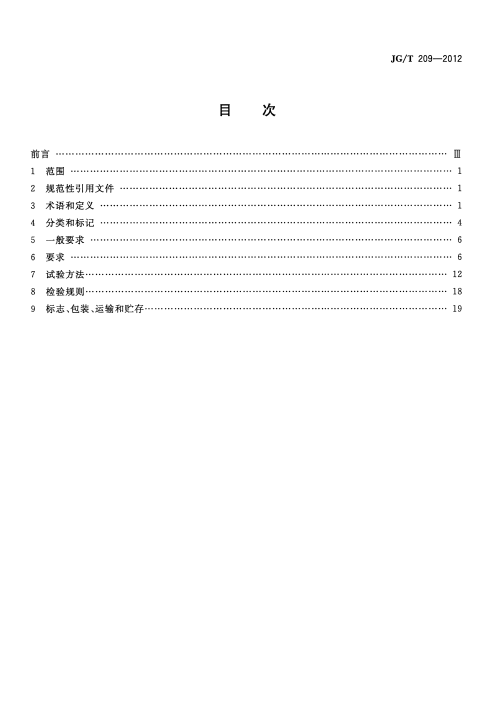 JG/T 209—2012
目 次
前言 ………………………………………………………………………………………… Ⅲ
1 范围 ……………………………………………………………………………………… 1
2 规范性引用文件 ………………………………………………………………………… 1
3 术语和定义 ……………………………………………………………………………… 1
4 分类和标记 ……………………………………………………………………………… 4
5 一般要求 ………………………………………………………………………………… 6
6 要求 ……………………………………………………………………………………… 6
7 试验方法 ………………………………………………………………………………… 12
8 检验规则 ………………………………………………………………………………… 18
9 标志、包装、运输和贮存 ………………………………………………………………… 19